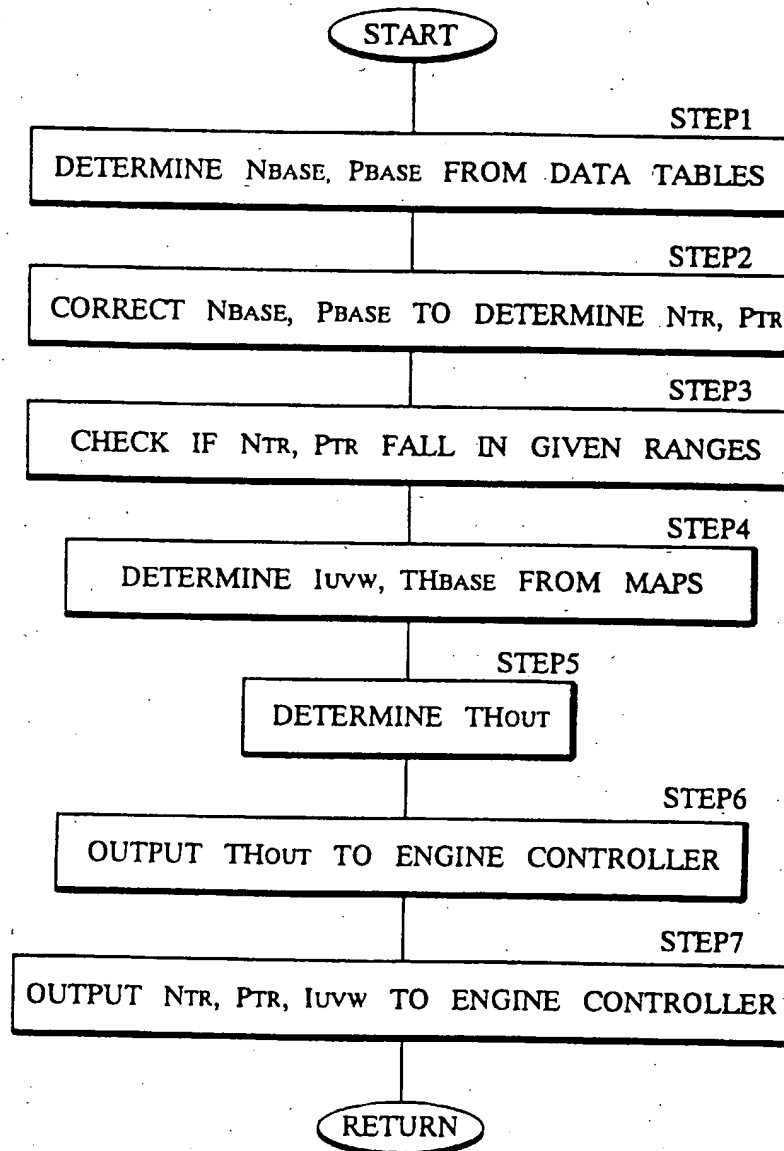 START
STEP1
DETERMINE NBASE, PBASE FROM DATA TABLES
STEP2
CORRECT NBASE, PBASE TO DETERMINE NTR, PTR
STEP3
CHECK IF NTR, PTR FALL IN GIVEN RANGES
STEP4
DETERMINE IUVW, THBASE FROM MAPS
STEP5
DETERMINE THOUT
STEP6
OUTPUT THOUT TO ENGINE CONTROLLER
STEP7
OUTPUT NTR, PTR, IUVW TO ENGINE CONTROLLER
RETURN